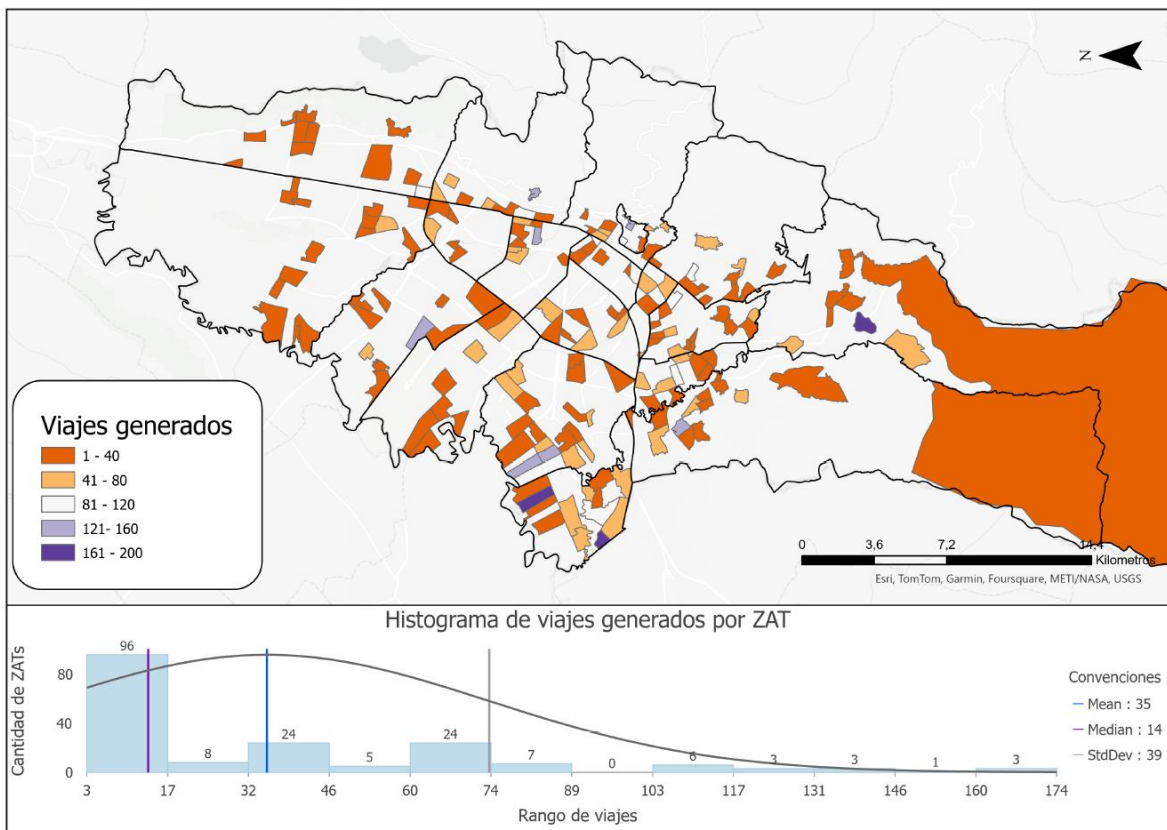 N
Viajes generados
1 - 40
41 - 80
81 - 120
121- 160
161 - 200
0 3,6 7,2 14,4
Kilometros
Esri, TomTom, Garmin, Foursquare, METI/NASA, USGS
Histograma de viajes generados por ZAT
Cantidad de ZATs
80
40
0
96 8 24 5 24 7 0 6 3 3 1 3
3 17 32 46 60 74 89 103 117 131 146 160 174
Rango de viajes
Convenciones
Mean : 35
Median : 14
StdDev : 39